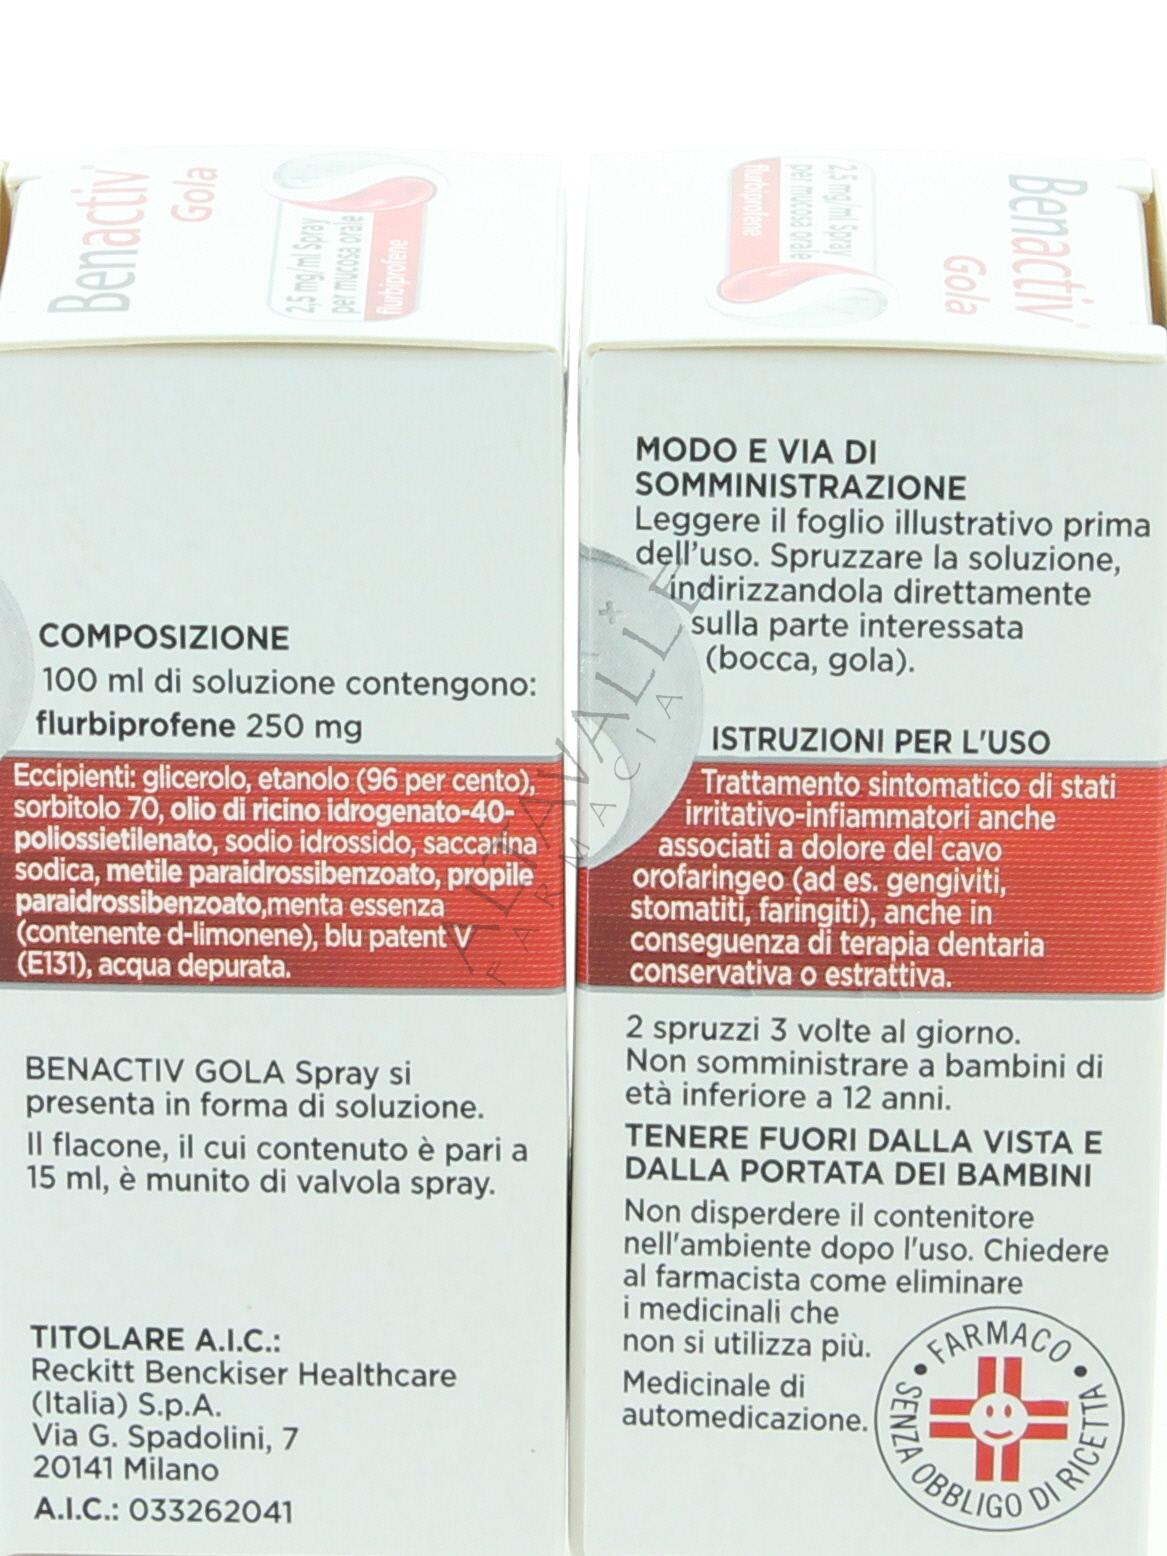 Benactiv®
Gola
2,5 mg/ml Spray
per mucosa orale
flurbiprofene
COMPOSIZIONE
100 ml di soluzione contengono:
flurbiprofene 250 mg
Eccipienti: glicerolo, etanolo (96 per cento),
sorbitolo 70, olio di ricino idrogenato-40-
poliossietilenato, sodio idrossido, saccarina
sodica, metile paraidrossibenzoato, propile
paraidrossibenzoato,menta essenza
(contenente d-limonene), blu patent V
(E131), acqua depurata.
BENACTIV GOLA Spray si
presenta in forma di soluzione.
Il flacone, il cui contenuto è pari a
15 ml, è munito di valvola spray.
TITOLARE A.I.C.:
Reckitt Benckiser Healthcare
(Italia) S.p.A.
Via G. Spadolini, 7
20141 Milano
A.I.C.: 033262041
Benactiv®
Gola
2,5 mg/ml Spray
per mucosa orale
flurbiprofene
MODO E VIA DI
SOMMINISTRAZIONE
Leggere il foglio illustrativo prima
dell'uso. Spruzzare la soluzione,
indirizzandola direttamente
sulla parte interessata
(bocca, gola).
ISTRUZIONI PER L'USO
Trattamento sintomatico di stati
irritativo-infiammatori anche
associati a dolore del cavo
orofaringeo (ad es. gengiviti,
stomatiti, faringiti), anche in
conseguenza di terapia dentaria
conservativa o estrattiva.
2 spruzzi 3 volte al giorno.
Non somministrare a bambini di
età inferiore a 12 anni.
TENERE FUORI DALLA VISTA E
DALLA PORTATA DEI BAMBINI
Non disperdere il contenitore
nell'ambiente dopo l'uso. Chiedere
al farmacista come eliminare
i medicinali che
non si utilizza più.
Medicinale di
automedicazione.
FARMACO
SENZA OBBLIGO DI RICETTA
ALTAVALLE
FARMACIA